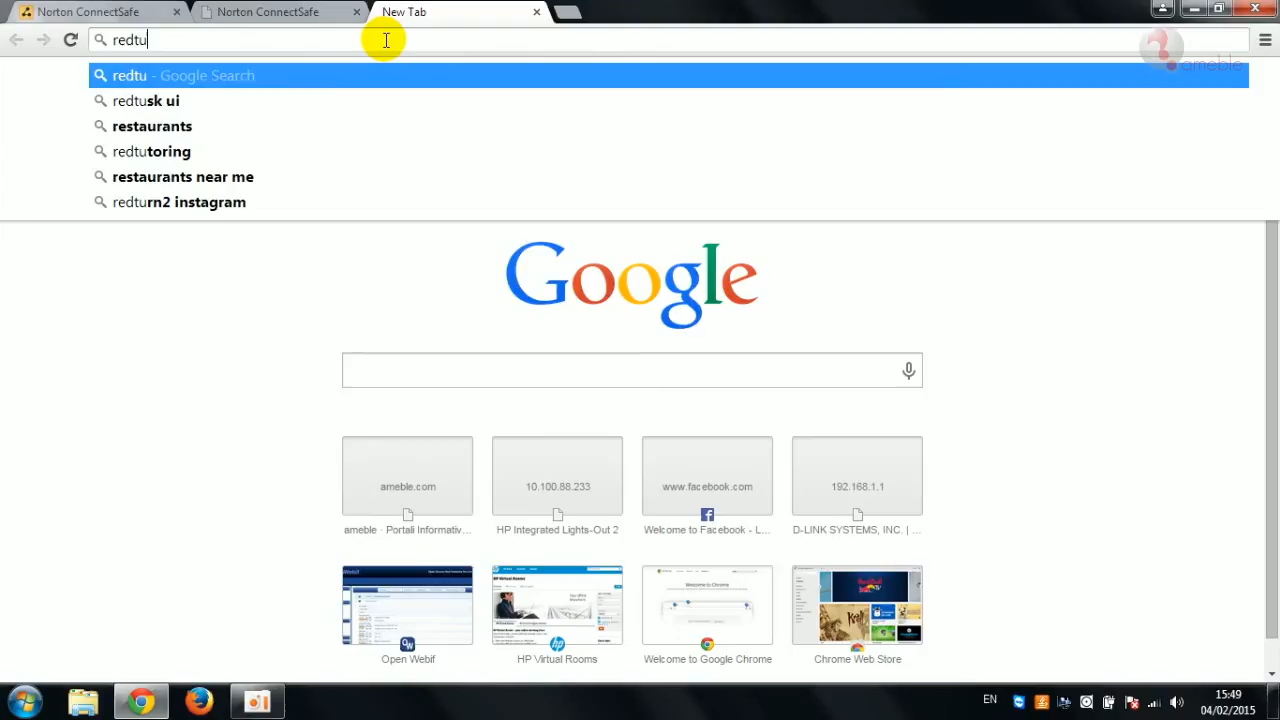 Norton ConnectSafe
Norton ConnectSafe
New Tab
redtu
ameble
redtu - Google Search
redtusk ui
restaurants
redtutoring
restaurants near me
redturn2 instagram
Google
ameble.com
10.100.88.233
www.facebook.com
192.168.1.1
ameble · Portali Informativ...
HP Integrated Lights-Out 2
Welcome to Facebook - L...
D-LINK SYSTEMS, INC. | ...
Open Webif
HP Virtual Rooms
Welcome to Google Chrome
Chrome Web Store
EN
15:49
04/02/2015